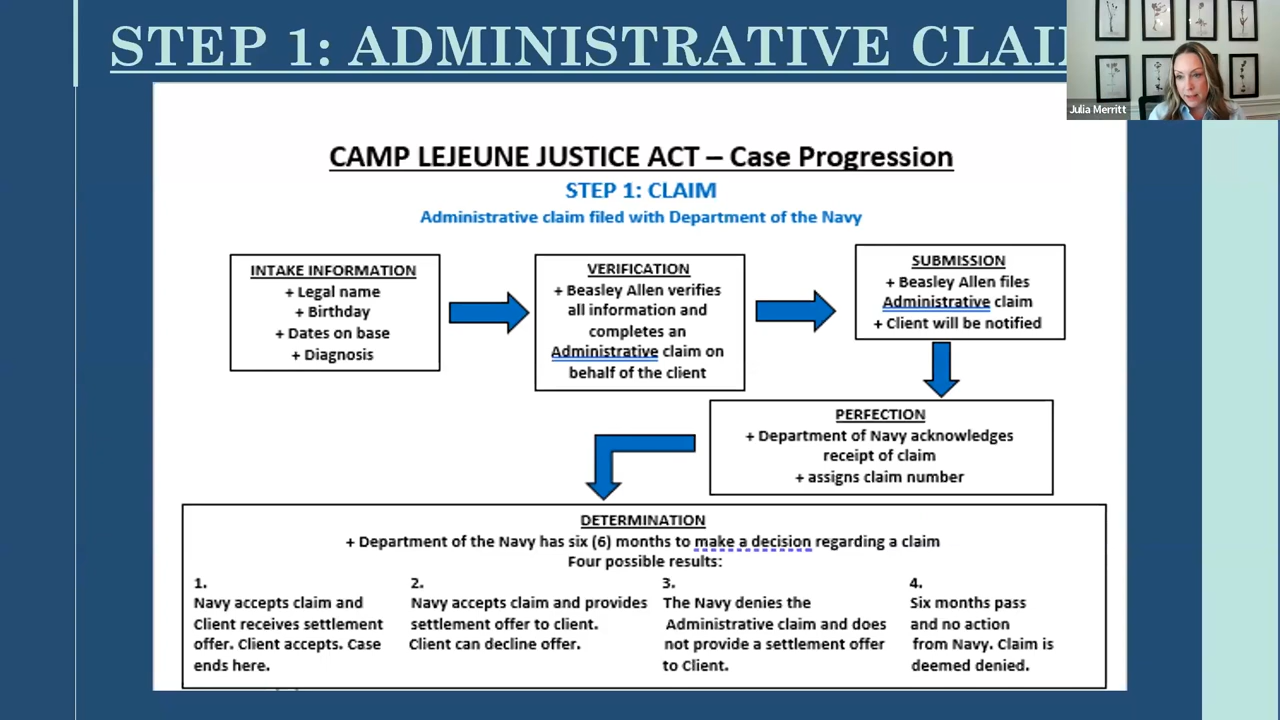 STEP 1: ADMINISTRATIVE CLAI
Julia Merritt
CAMP LEJEUNE JUSTICE ACT – Case Progression
STEP 1: CLAIM
Administrative claim filed with Department of the Navy
INTAKE INFORMATION
+ Legal name
+ Birthday
+ Dates on base
+ Diagnosis
VERIFICATION
+ Beasley Allen verifies
all information and
completes an
Administrative claim on
behalf of the client
SUBMISSION
+ Beasley Allen files
Administrative claim
+ Client will be notified
PERFECTION
+ Department of Navy acknowledges
receipt of claim
+ assigns claim number
DETERMINATION
+ Department of the Navy has six (6) months to make a decision regarding a claim
Four possible results:
1.
Navy accepts claim and
Client receives settlement
offer. Client accepts. Case
ends here.
2.
Navy accepts claim and provides
settlement offer to client.
Client can decline offer.
3.
The Navy denies the
Administrative claim and does
not provide a settlement offer
to Client.
4.
Six months pass
and no action
from Navy. Claim is
deemed denied.